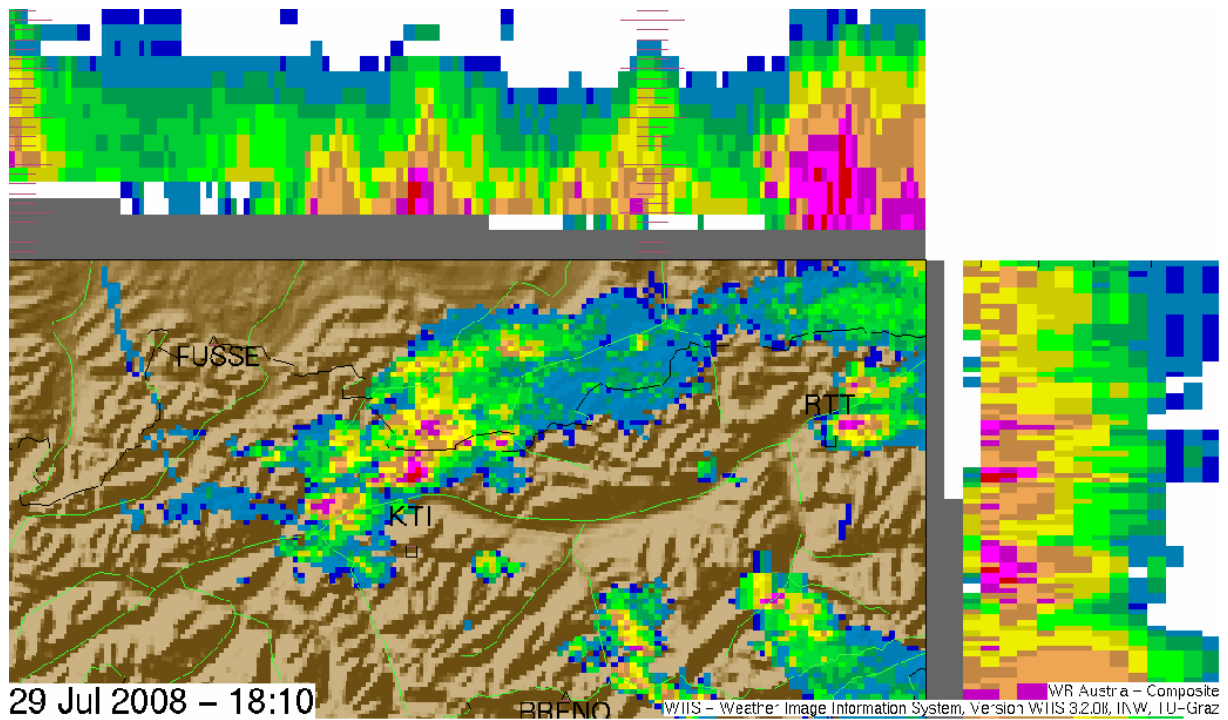 FUSSE
RTT
KTI
BRENO
29 Jul 2008 – 18:10
WR Austria – Composite
WIIS – Weather Image Information System, Version WIIS 3.2.08, INW, TU–Graz